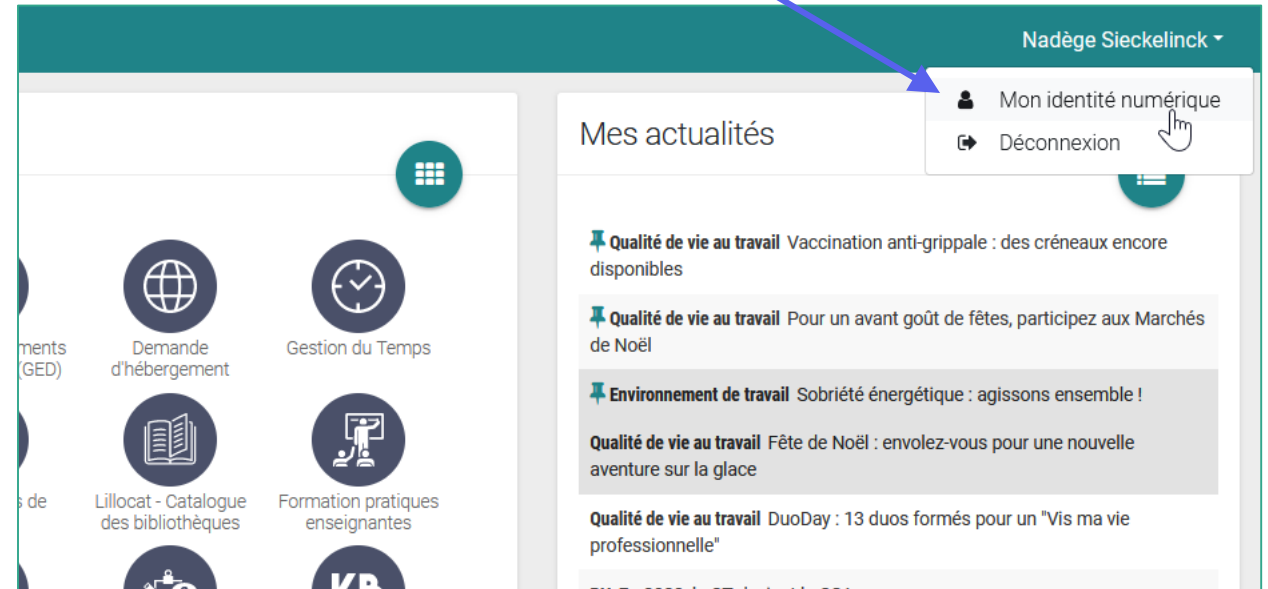 Nadège Sieckelinck
Mon identité numérique
Déconnexion
Mes actualités
ments
(GED)
Demande
d'hébergement
Gestion du Temps
s de
Lillocat - Catalogue
des bibliothèques
Formation pratiques
enseignantes
Qualité de vie au travail Vaccination anti-grippale : des créneaux encore
disponibles
Qualité de vie au travail Pour un avant goût de fêtes, participez aux Marchés
de Noël
Environnement de travail Sobriété énergétique : agissons ensemble !
Qualité de vie au travail Fête de Noël : envolez-vous pour une nouvelle
aventure sur la glace
Qualité de vie au travail DuoDay : 13 duos formés pour un "Vis ma vie
professionnelle"